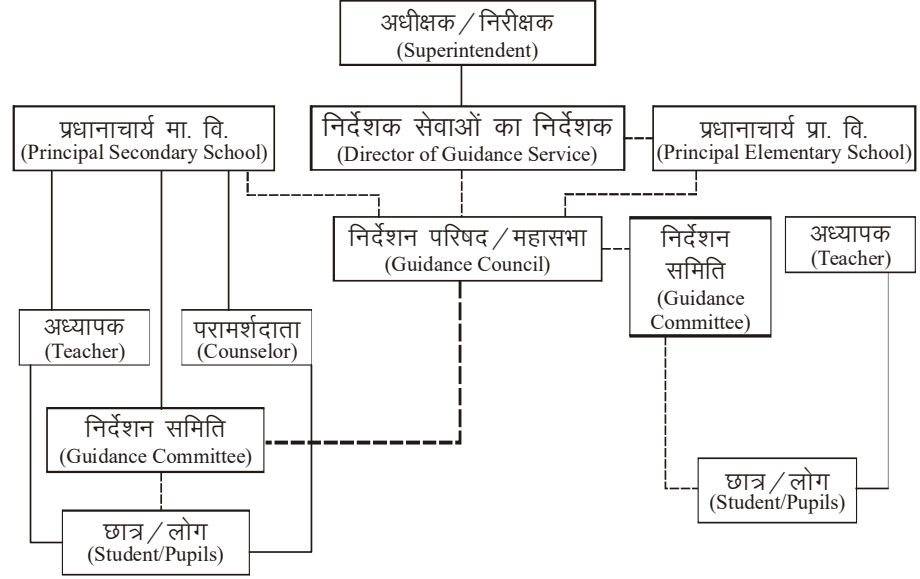 अधीक्षक / निरीक्षक
(Superintendent)
प्रधानाचार्य मा. वि.
(Principal Secondary School)
निर्देशक सेवाओं का निर्देशक
(Director of Guidance Service)
प्रधानाचार्य प्रा. वि.
(Principal Elementary School)
निर्देशन परिषद / महासभा
(Guidance Council)
निर्देशन
समिति
(Guidance
Committee)
अध्यापक
(Teacher)
अध्यापक
(Teacher)
परामर्शदाता
(Counselor)
निर्देशन समिति
(Guidance Committee)
छात्र / लोग
(Student/Pupils)
छात्र / लोग
(Student/Pupils)